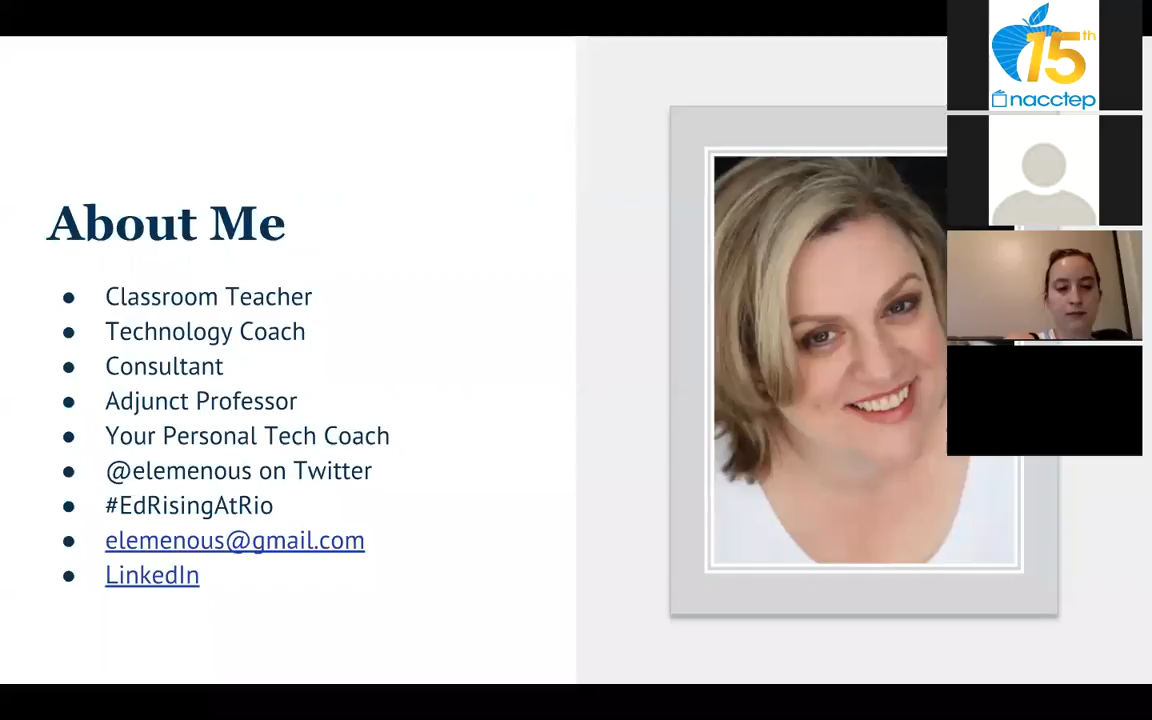 About Me
Classroom Teacher
Technology Coach
Consultant
Adjunct Professor
Your Personal Tech Coach
@elemenous on Twitter
#EdRisingAtRio
elemenous@gmail.com
LinkedIn
15th
nacctep